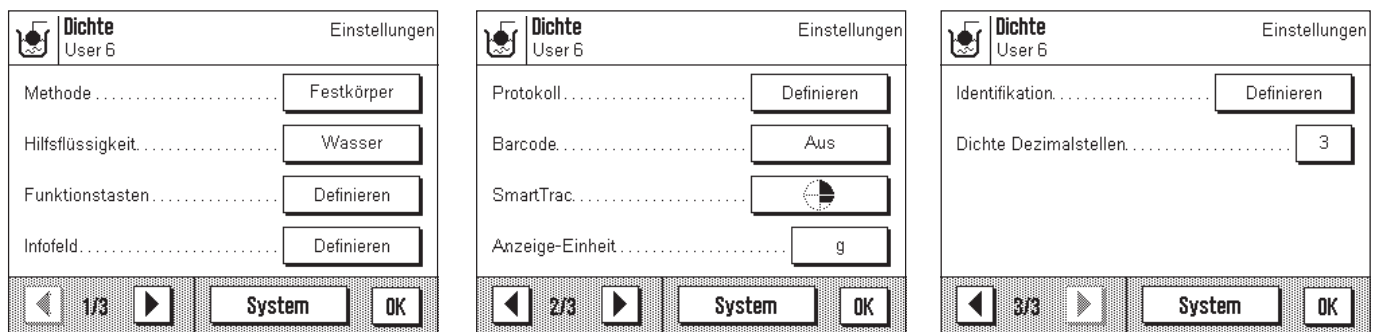 Dichte
User 6
Einstellungen
Methode Festkörper
Hilfsflüssigkeit Wasser
Funktionstasten Definieren
Infofeld Definieren
1/3 System OK
Dichte
User 6
Einstellungen
Protokoll Definieren
Barcode Aus
SmartTrac
Anzeige-Einheit g
2/3 System OK
Dichte
User 6
Einstellungen
Identifikation Definieren
Dichte Dezimalstellen 3
3/3 System OK